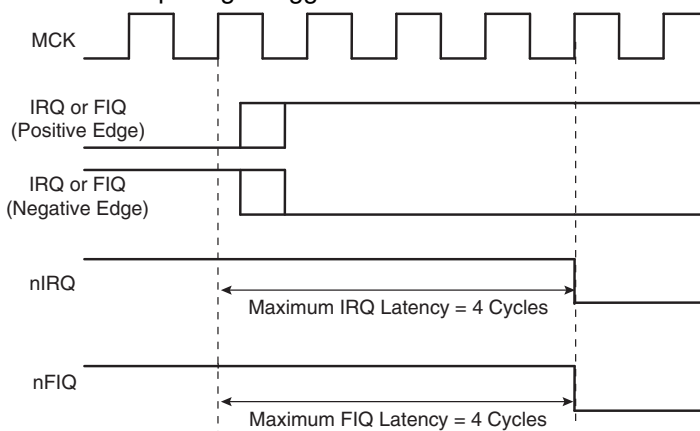 MCK
IRQ or FIQ
(Positive Edge)
IRQ or FIQ
(Negative Edge)
nIRQ
Maximum IRQ Latency = 4 Cycles
nFIQ
Maximum FIQ Latency = 4 Cycles